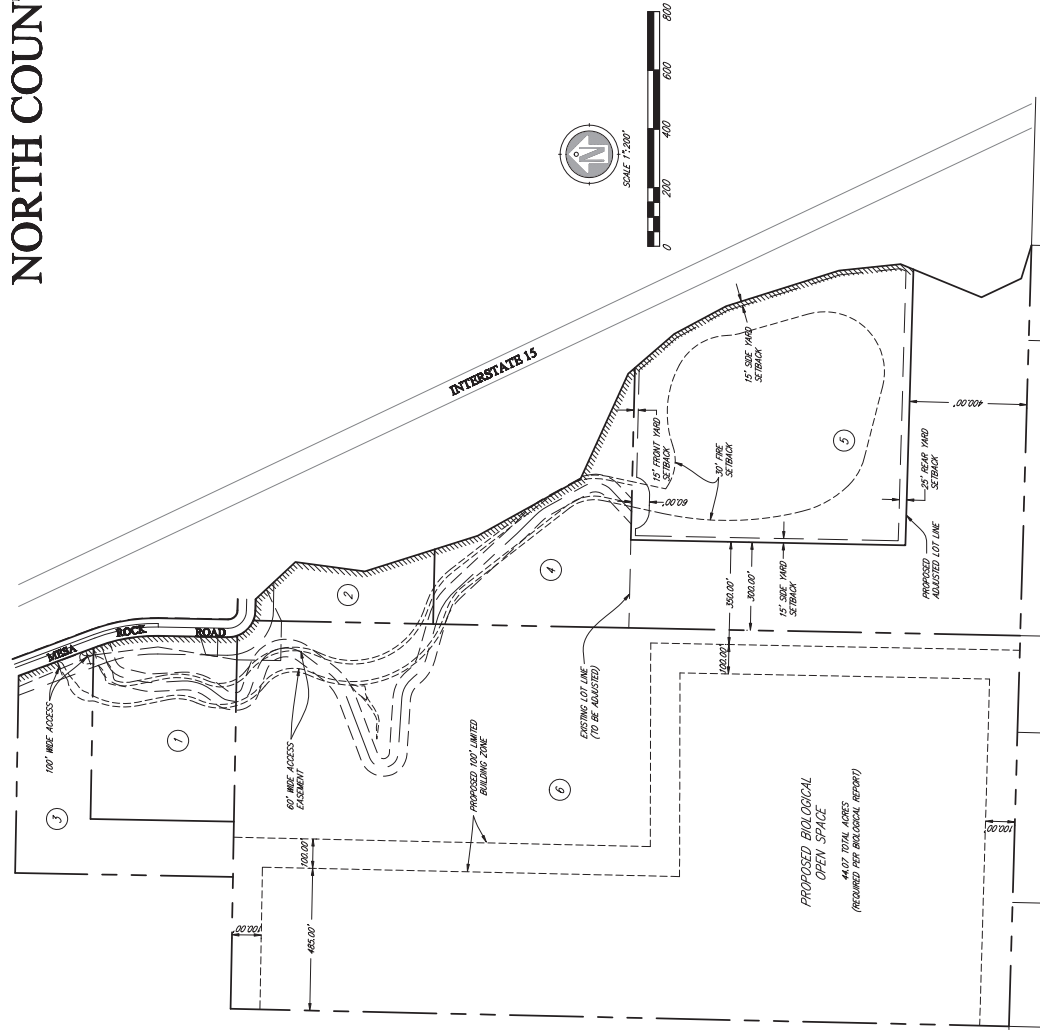 NORTH COUN
N
SCALE 1":200'
0
200
400
600
800
INTERSTATE 15
MESA
ROCK
ROAD
100' WIDE ACCESS
1
2
3
4
5
6
60' WIDE ACCESS
EASEMENT
15' FRONT YARD
SETBACK
30' FIRE
SETBACK
15' SIDE YARD
SETBACK
60.00'
400.00'
25' REAR YARD
SETBACK
PROPOSED
ADJUSTED LOT LINE
350.00'
300.00'
15' SIDE YARD
SETBACK
100.00'
EXISTING LOT LINE
(TO BE ADJUSTED)
PROPOSED 100' LIMITED
BUILDING ZONE
100.00'
485.00'
100.00'
PROPOSED BIOLOGICAL
OPEN SPACE
44.07 TOTAL ACRES
(REQUIRED PER BIOLOGICAL REPORT)
100.00'